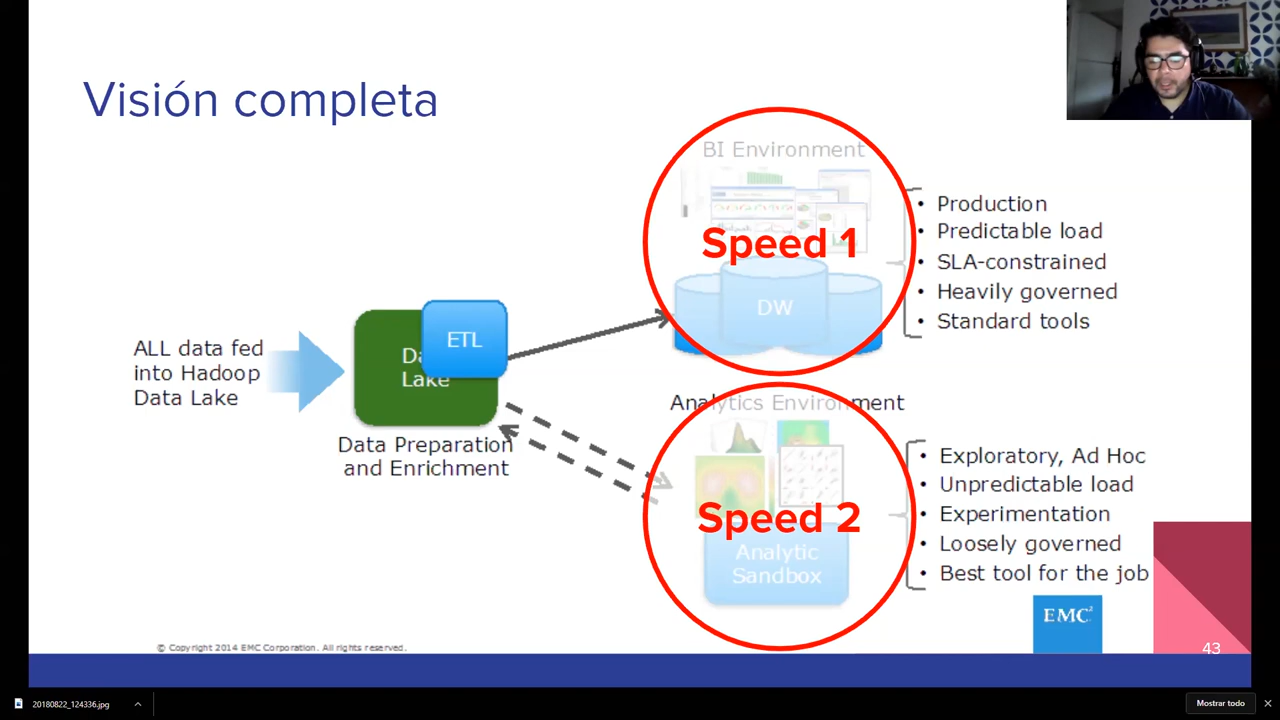 Visión completa
BI Environment
Speed 1
DW
• Production
• Predictable load
• SLA-constrained
• Heavily governed
• Standard tools
ALL data fed
into Hadoop
Data Lake
ETL
Da
Lake
Data Preparation
and Enrichment
Analytics Environment
Speed 2
Analytic
Sandbox
• Exploratory, Ad Hoc
• Unpredictable load
• Experimentation
• Loosely governed
• Best tool for the job
EMC²
© Copyright 2014 EMC Corporation. All rights reserved.
43
20180822_124336.jpg
Mostrar todo